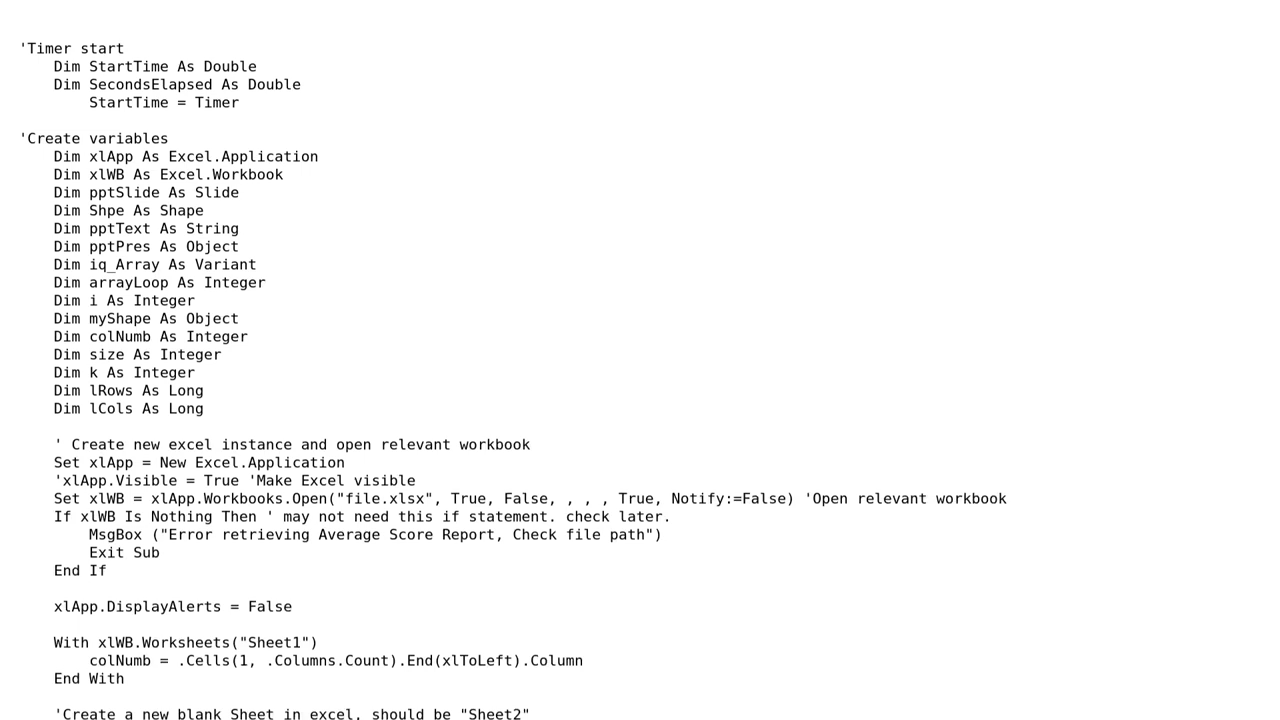 'Timer start
    Dim StartTime As Double
    Dim SecondsElapsed As Double
        StartTime = Timer

'Create variables
    Dim xlApp As Excel.Application
    Dim xlWB As Excel.Workbook
    Dim pptSlide As Slide
    Dim Shpe As Shape
    Dim pptText As String
    Dim pptPres As Object
    Dim iq_Array As Variant
    Dim arrayLoop As Integer
    Dim i As Integer
    Dim myShape As Object
    Dim colNumb As Integer
    Dim size As Integer
    Dim k As Integer
    Dim lRows As Long
    Dim lCols As Long

    ' Create new excel instance and open relevant workbook
    Set xlApp = New Excel.Application
    'xlApp.Visible = True 'Make Excel visible
    Set xlWB = xlApp.Workbooks.Open("file.xlsx", True, False, , , , True, Notify:=False) 'Open relevant workbook
    If xlWB Is Nothing Then ' may not need this if statement. check later.
        MsgBox ("Error retrieving Average Score Report, Check file path")
        Exit Sub
    End If

    xlApp.DisplayAlerts = False

    With xlWB.Worksheets("Sheet1")
        colNumb = .Cells(1, .Columns.Count).End(xlToLeft).Column
    End With

    'Create a new blank Sheet in excel, should be "Sheet2"